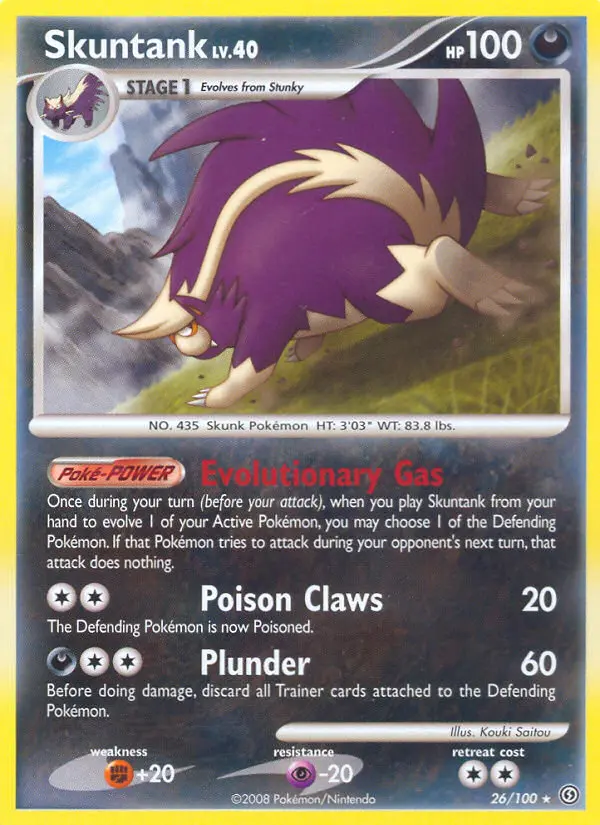 Skuntank LV.40 HP 100
STAGE 1 Evolves from Stunky
NO. 435 Skunk Pokémon HT: 3'03" WT: 83.8 lbs.
Poké-POWER Evolutionary Gas
Once during your turn (before your attack), when you play Skuntank from your
hand to evolve 1 of your Active Pokémon, you may choose 1 of the Defending
Pokémon. If that Pokémon tries to attack during your opponent's next turn, that
attack does nothing.
Poison Claws 20
The Defending Pokémon is now Poisoned.
Plunder 60
Before doing damage, discard all Trainer cards attached to the Defending
Pokémon.
Illus. Kouki Saitou
weakness resistance retreat cost
+20 -20
©2008 Pokémon/Nintendo 26/100